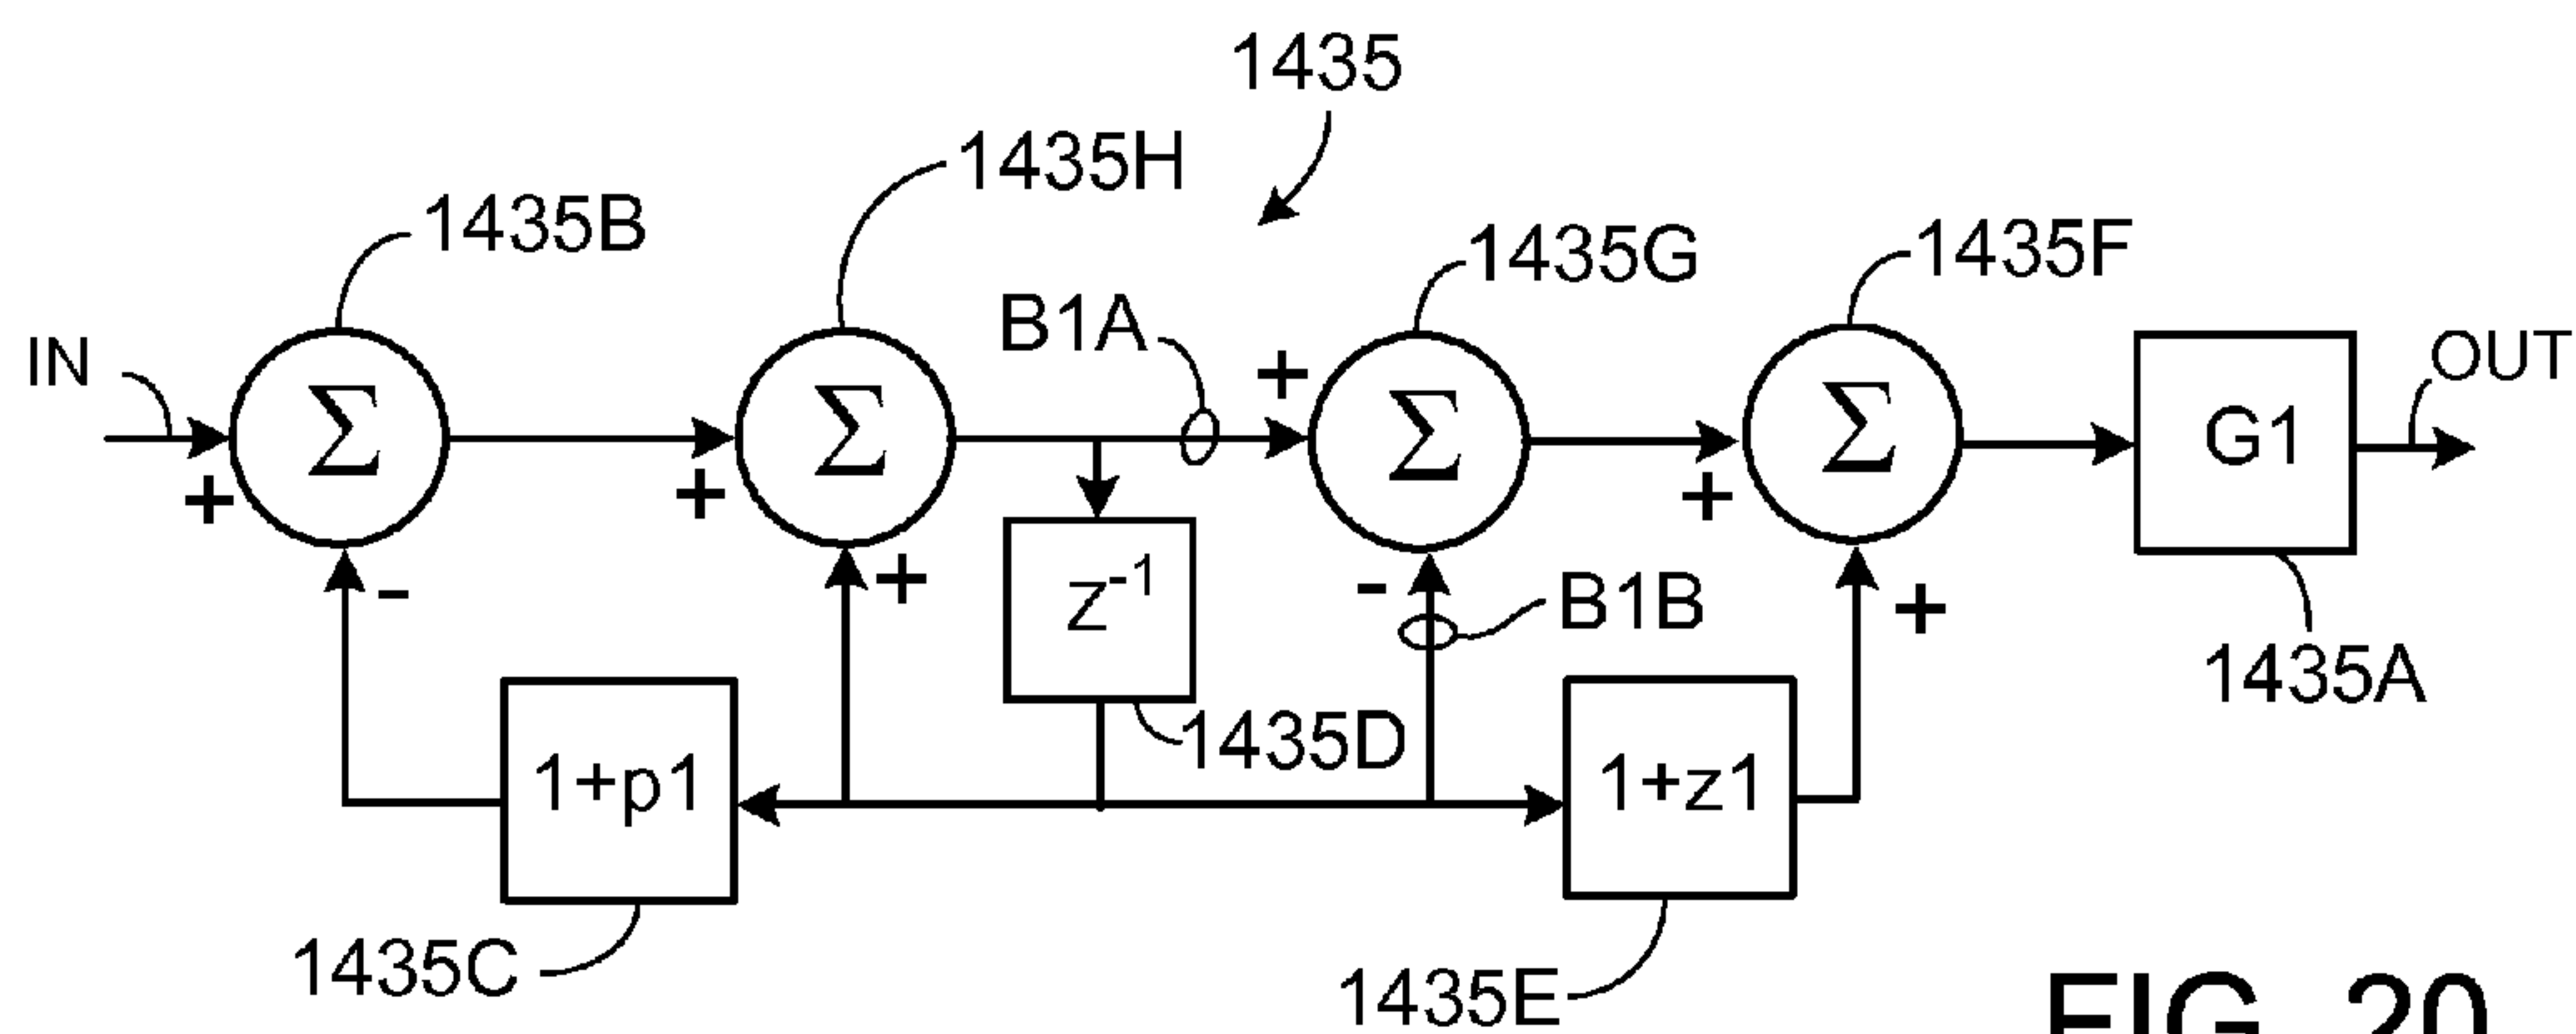 1435
1435H
1435B
1435G
1435F
B1A
IN
+
OUT
Σ
Σ
Σ
Σ
G1
+
+
+
-
+
Z⁻¹
-
B1B
+
1435A
1435D
1+p1
1+z1
1435C
1435E
FIG. 20